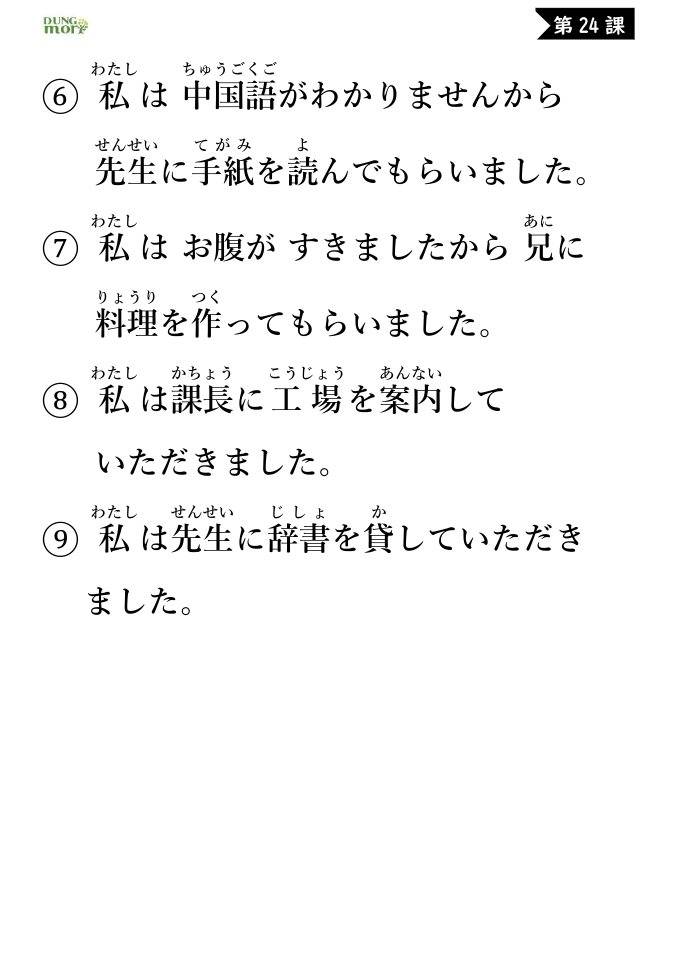 DUNG
mori
第 24 課
わたし ちゅうごくご
⑥ 私 は 中国語がわかりませんから
せんせい てがみ よ
先生に手紙を読んでもらいました。
わたし あに
⑦ 私 は お腹が すきましたから 兄に
りょうり つく
料理を作ってもらいました。
わたし かちょう こうじょう あんない
⑧ 私 は課長に 工 場 を案内して
いただきました。
わたし せんせい じしょ か
⑨ 私 は先生に辞書を貸していただき
ました。